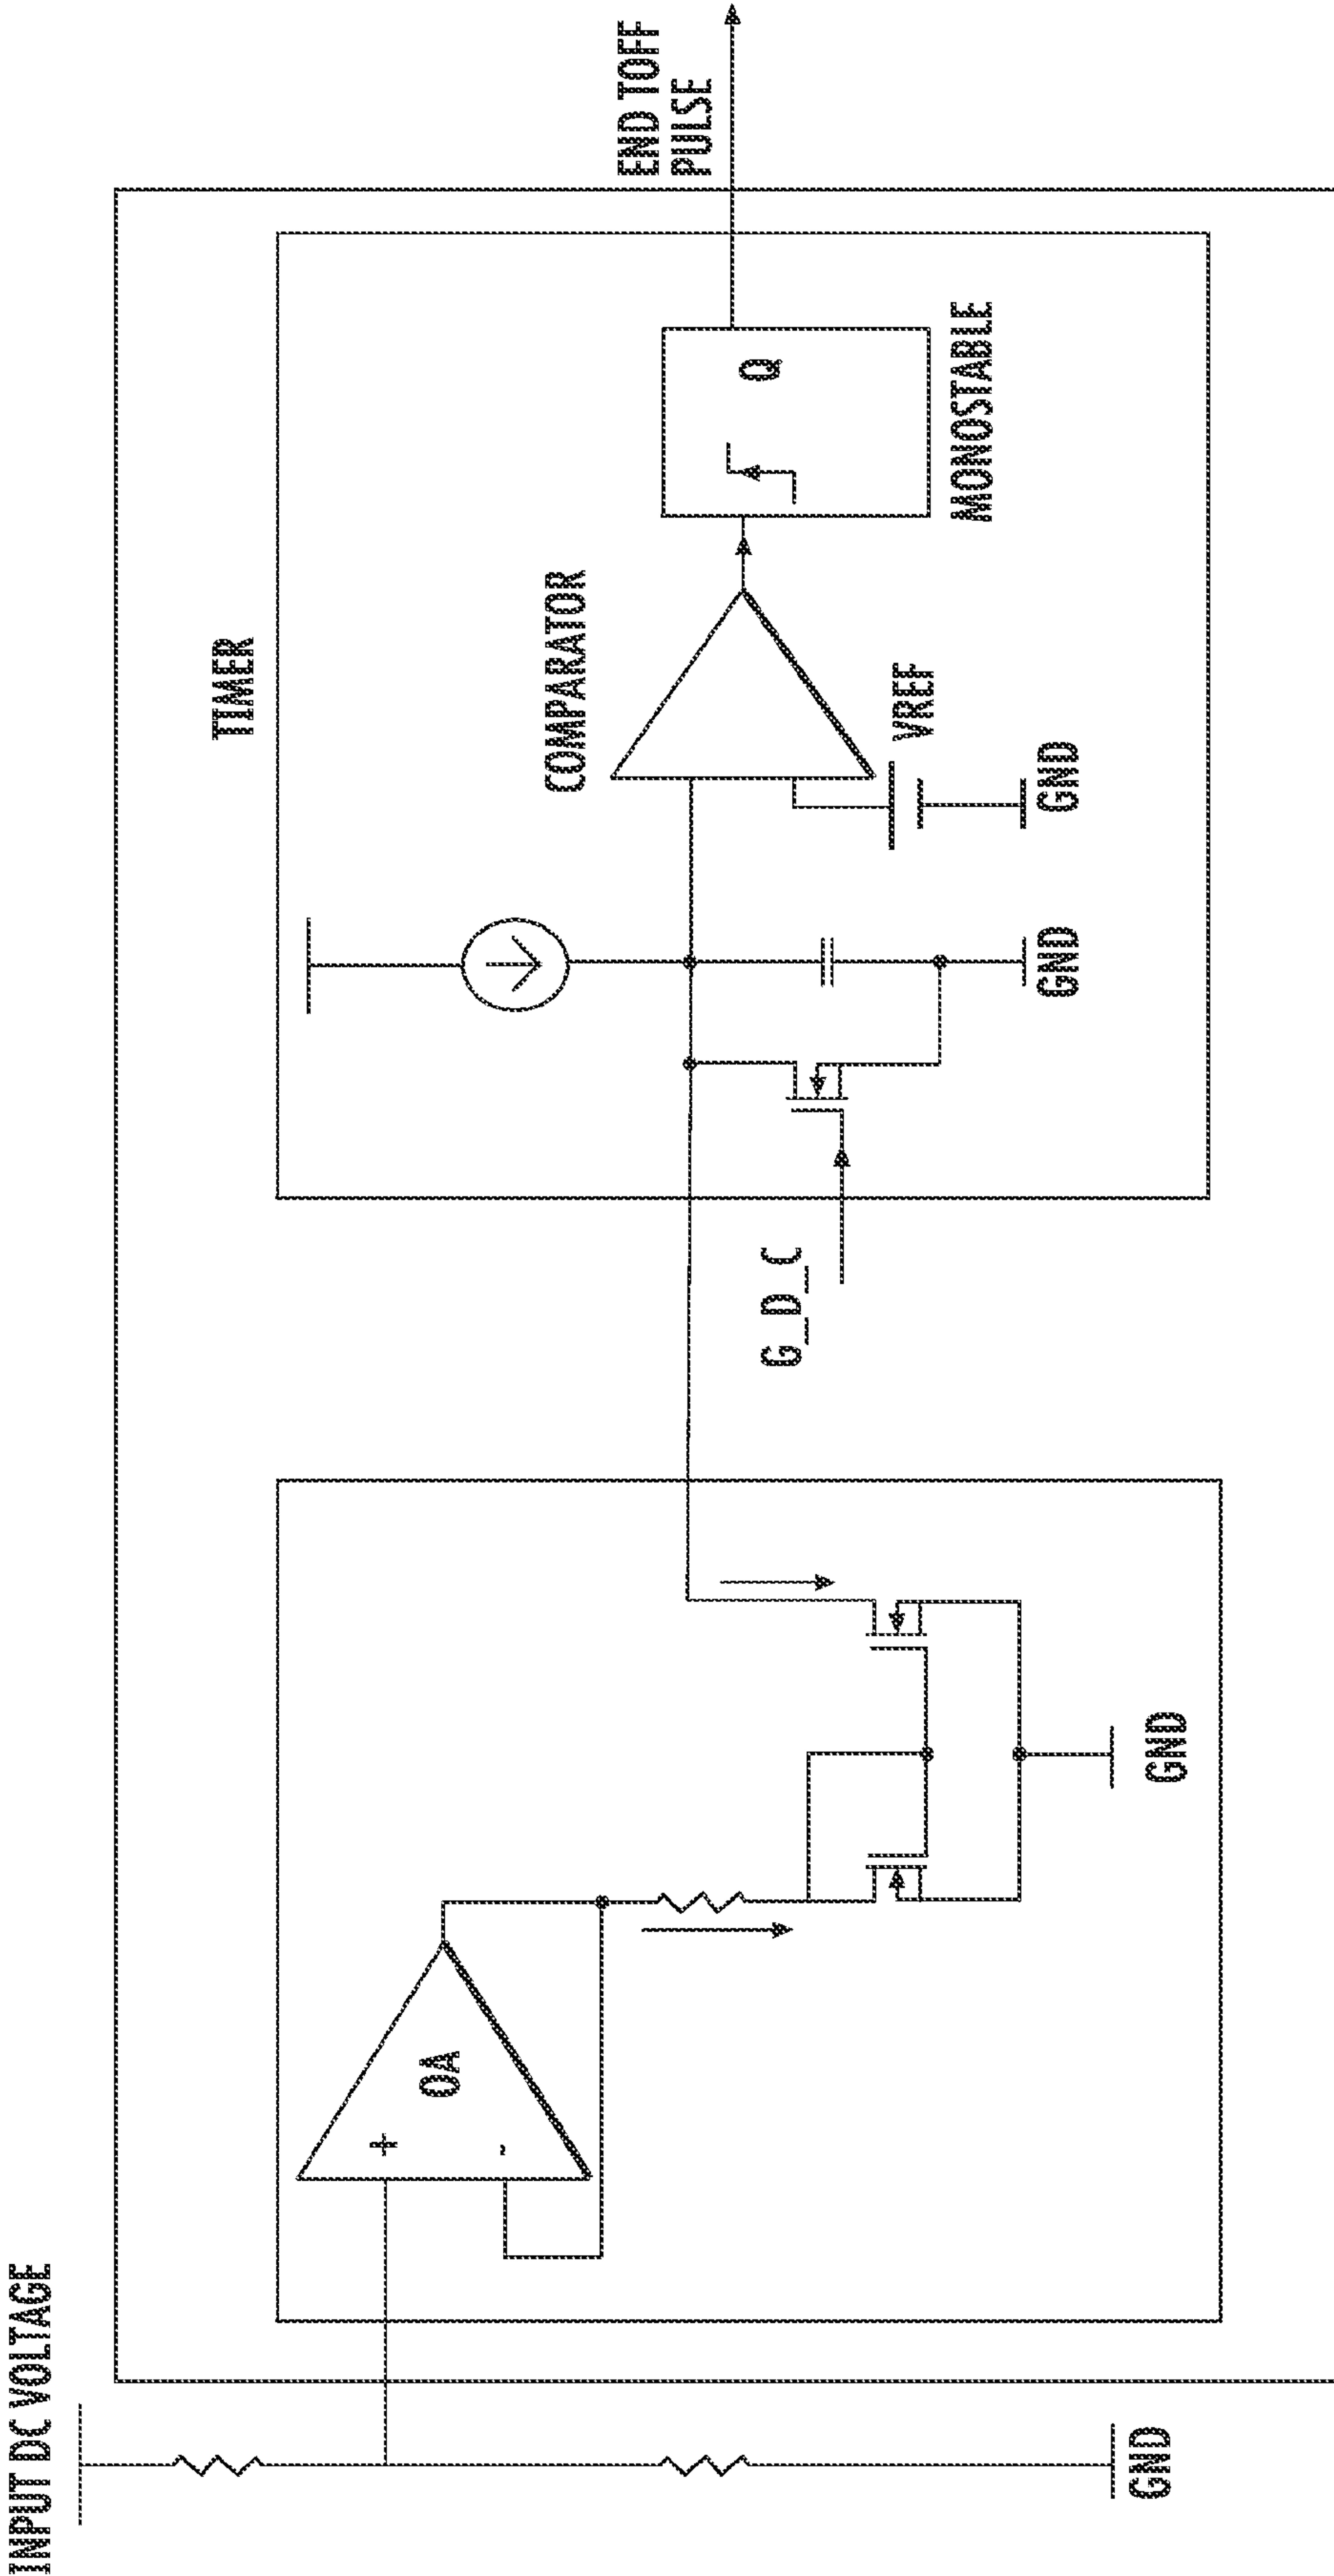 INPUT DC VOLTAGE
GND
+
-
OA
GND
TIMER
G_D_C
COMPARATOR
VREF
GND
GND
Q
MONOSTABLE
END TOFF
PULSE